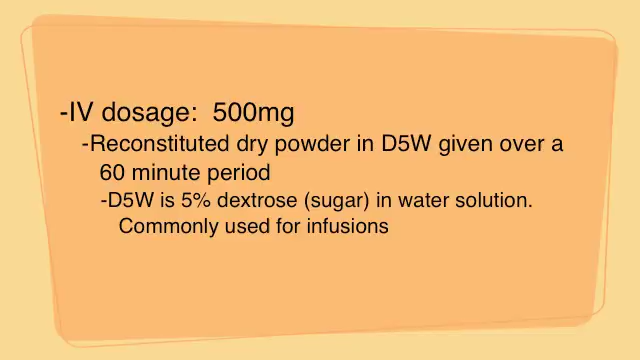 -IV dosage:  500mg
-Reconstituted dry powder in D5W given over a
60 minute period
-D5W is 5% dextrose (sugar) in water solution.
Commonly used for infusions